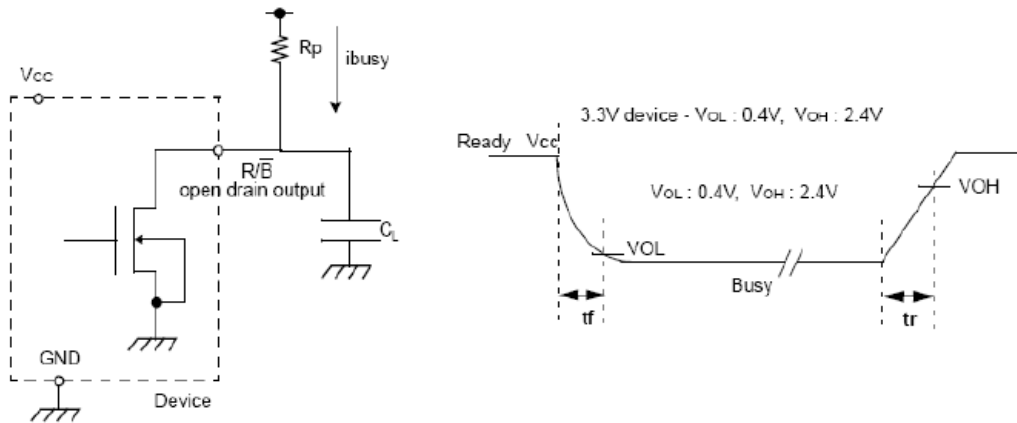 Rp
ibusy
Vcc
R/B̅
open drain output
CL
GND
Device
3.3V device - VOL : 0.4V, VOH : 2.4V
Ready Vcc
VOL : 0.4V, VOH : 2.4V
VOH
VOL
Busy
tf
tr